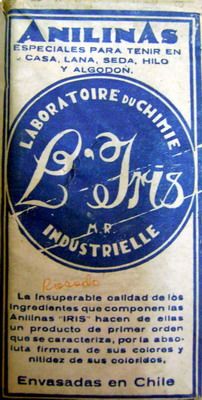 ANILINAS
ESPECIALES PARA TENIR EN
CASA, LANA, SEDA, HILO
Y ALGODON.
LABORATOIRE DU CHIMIE
L'Iris
M.R.
INDUSTRIELLE
Rosado
La insuperable calidad de los
ingredientes que componen las
Anilinas "IRIS" hacen de ellas
un producto de primer orden
que se caracteriza, por la abso-
luta firmeza de sus colores y
nitidez de sus coloridos.
Envasadas en Chile